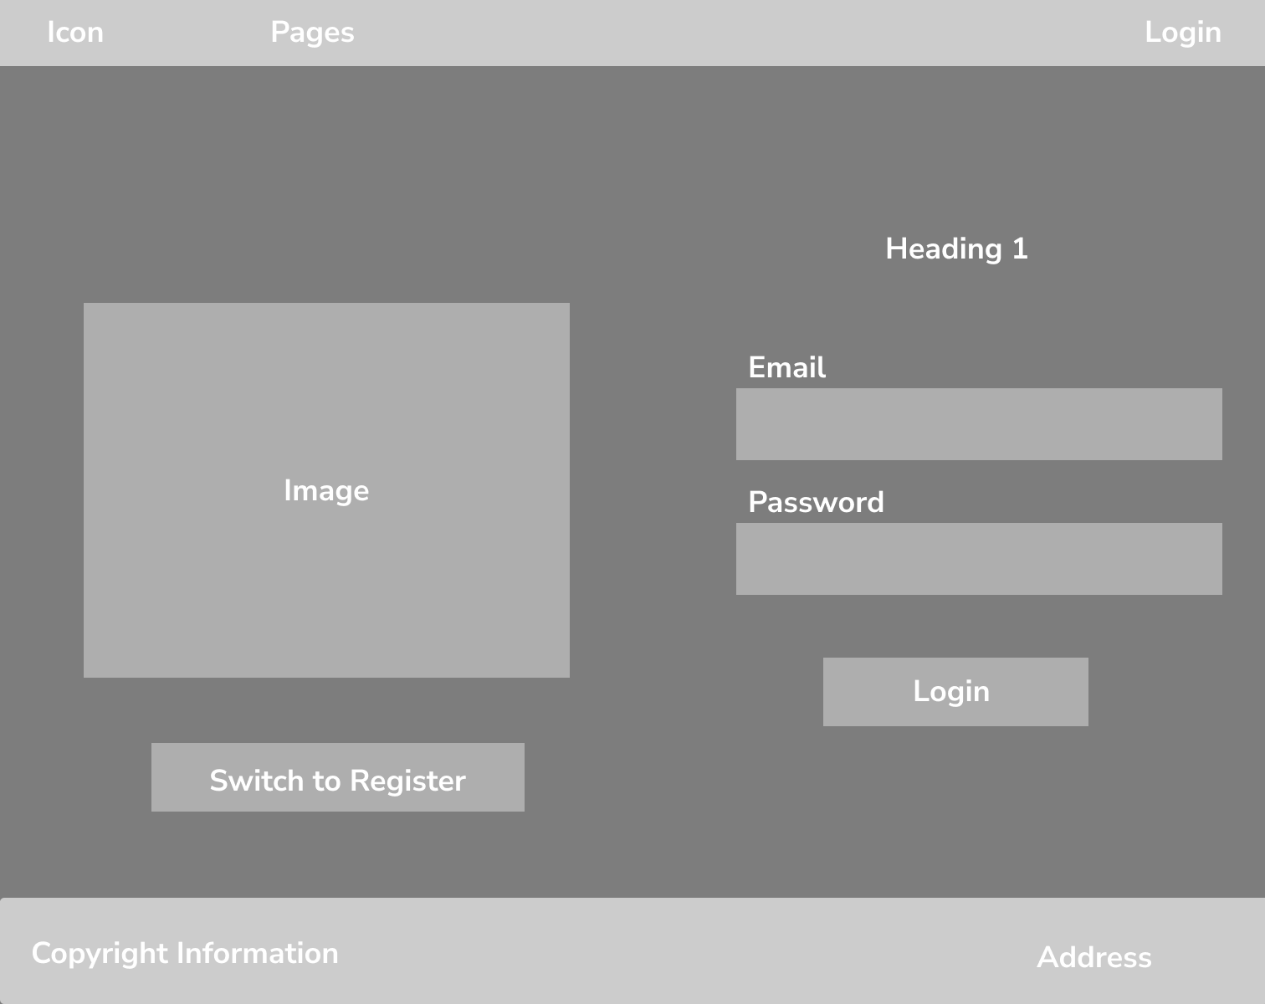 Icon
Pages
Login
Heading 1
Email
Password
Image
Login
Switch to Register
Copyright Information
Address